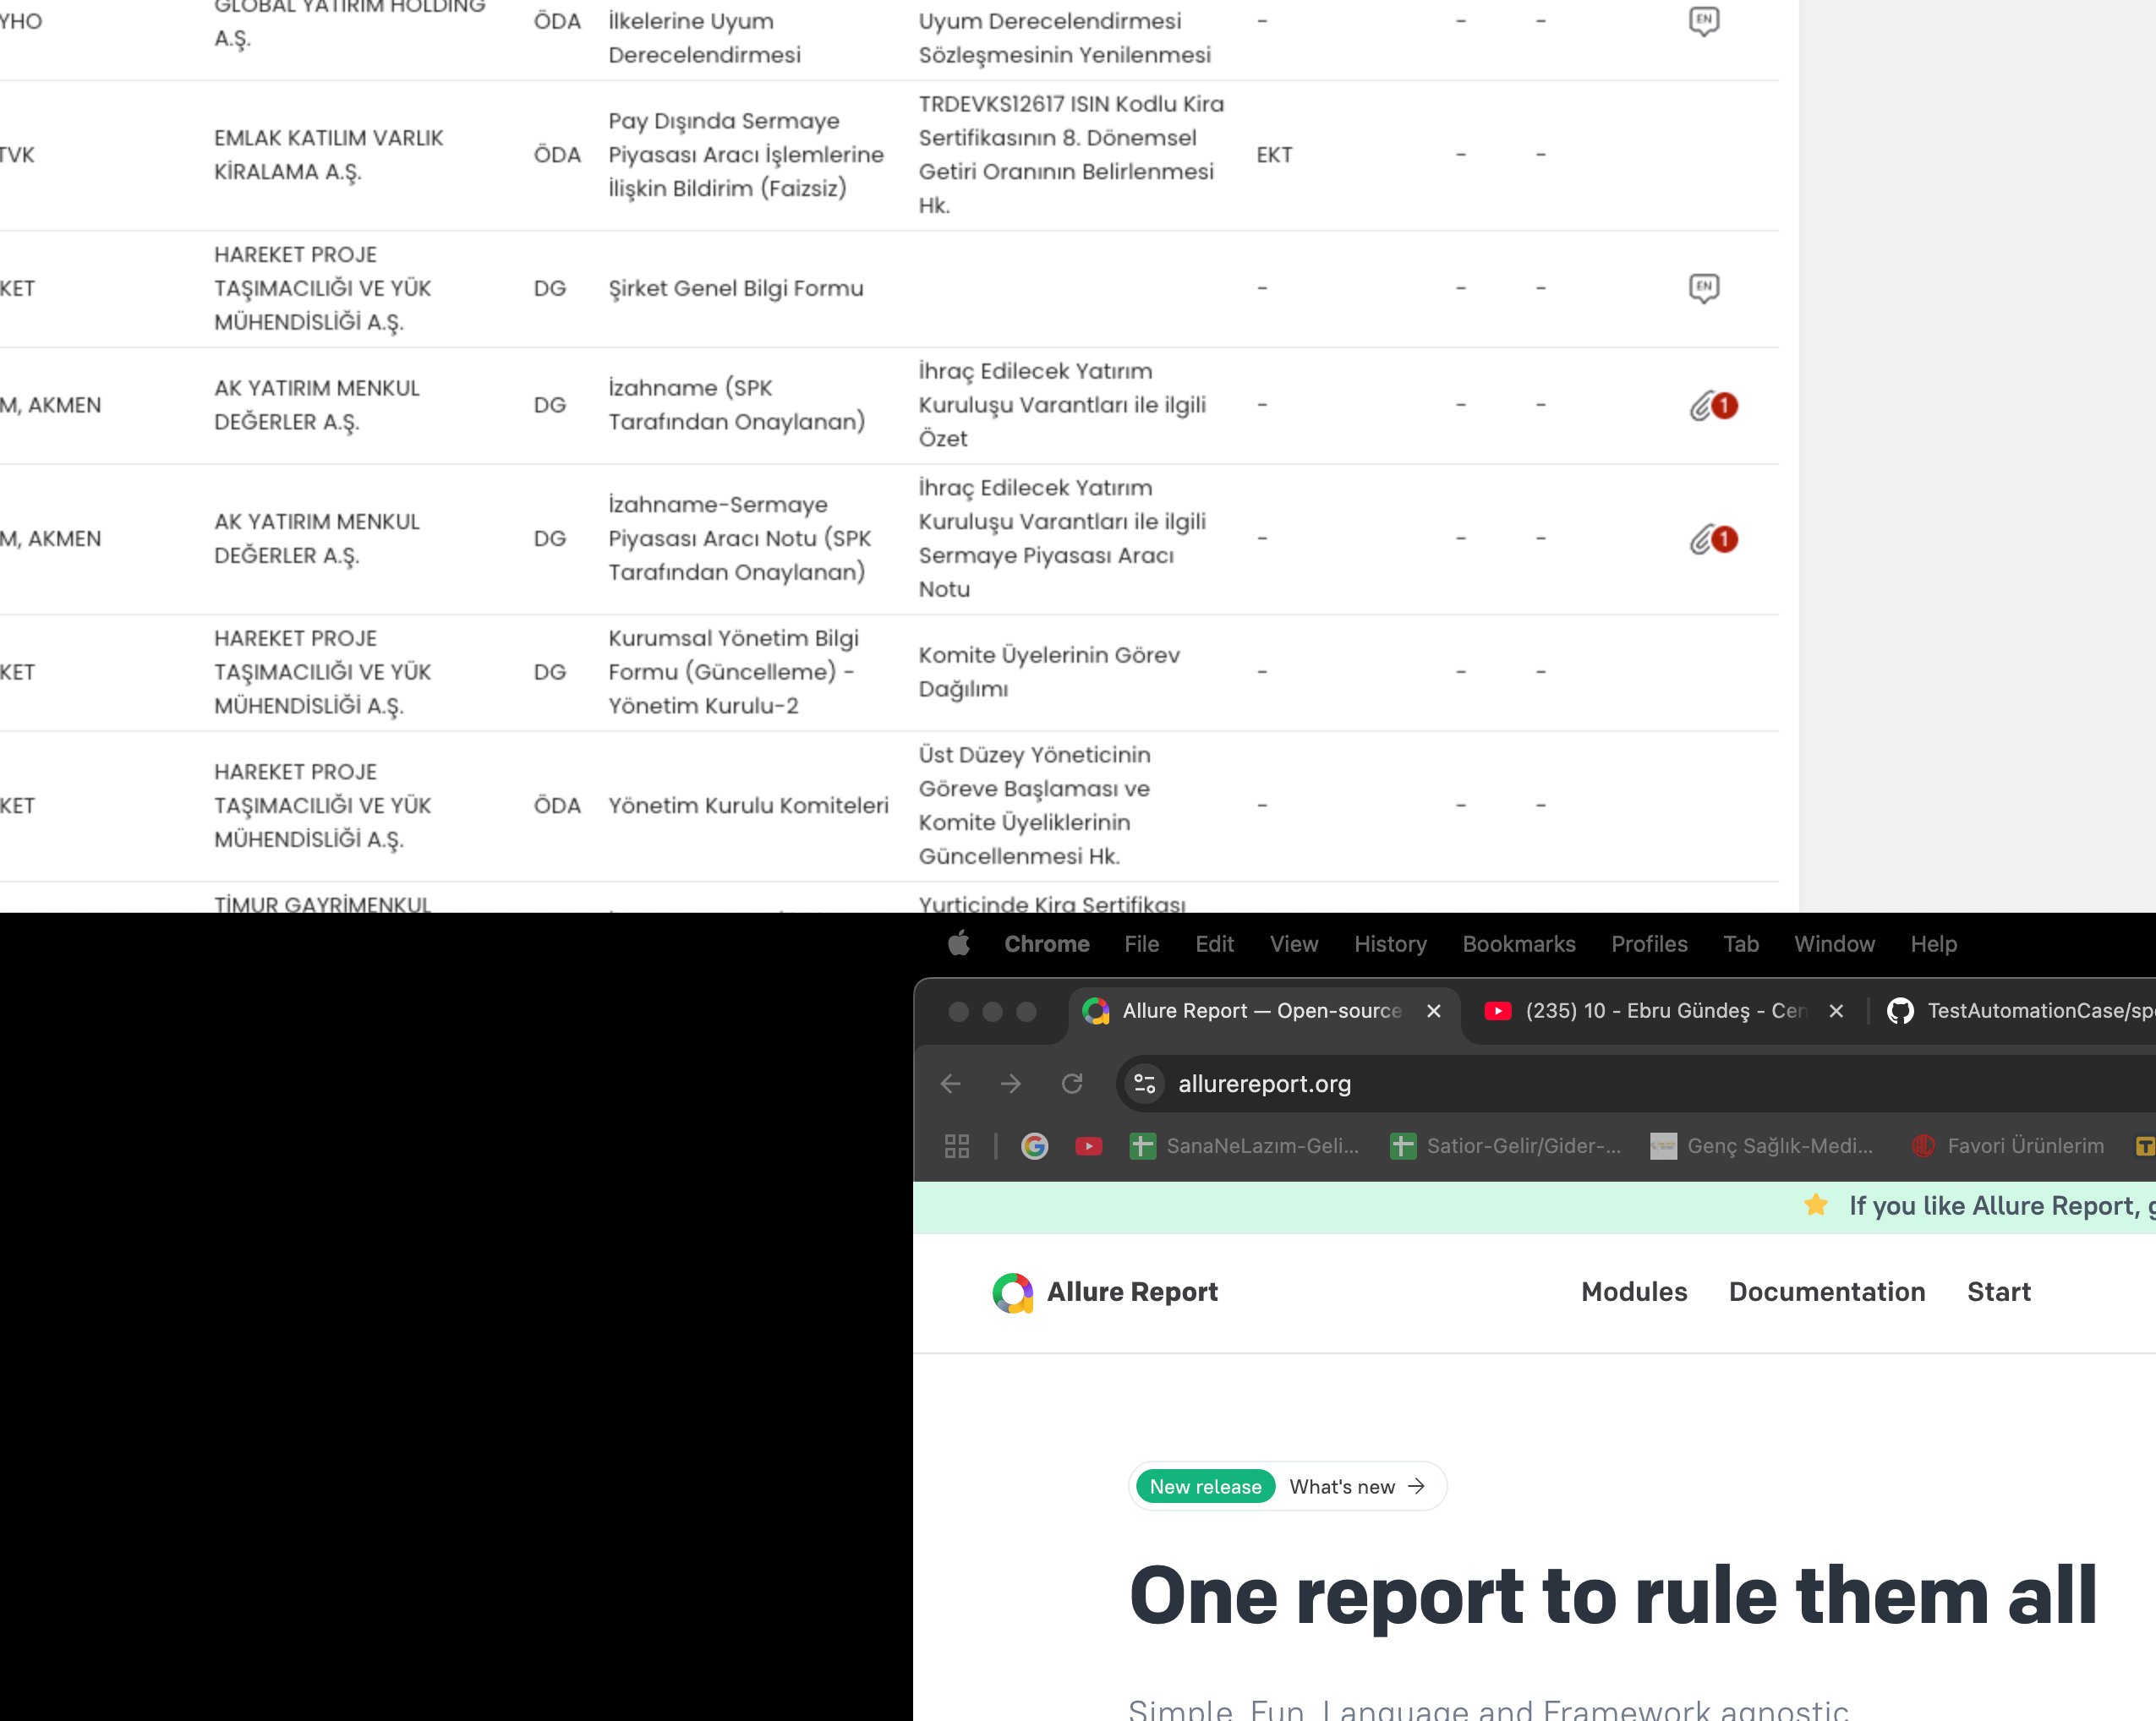 GLOBAL YATIRIM HOLDING
YHO ÖDA İlkelerine Uyum Uyum Derecelendirmesi - - - EN
A.Ş. Derecelendirmesi Sözleşmesinin Yenilenmesi
TRDEVKS12617 ISIN Kodlu Kira
EMLAK KATILIM VARLIK Pay Dışında Sermaye Sertifikasının 8. Dönemsel
TVK ÖDA Piyasası Aracı İşlemlerine EKT - -
KİRALAMA A.Ş. İlişkin Bildirim (Faizsiz) Getiri Oranının Belirlenmesi
Hk.
HAREKET PROJE
KET TAŞIMACILIĞI VE YÜK DG Şirket Genel Bilgi Formu - - - EN
MÜHENDİSLİĞİ A.Ş.
AK YATIRIM MENKUL İzahname (SPK İhraç Edilecek Yatırım
M, AKMEN DG Kuruluşu Varantları ile ilgili - - - 1
DEĞERLER A.Ş. Tarafından Onaylanan) Özet
İzahname-Sermaye İhraç Edilecek Yatırım
AK YATIRIM MENKUL Kuruluşu Varantları ile ilgili
M, AKMEN DG Piyasası Aracı Notu (SPK - - - 1
DEĞERLER A.Ş. Tarafından Onaylanan) Sermaye Piyasası Aracı
Notu
HAREKET PROJE Kurumsal Yönetim Bilgi Komite Üyelerinin Görev
KET TAŞIMACILIĞI VE YÜK DG Formu (Güncelleme) - - - -
MÜHENDİSLİĞİ A.Ş. Yönetim Kurulu-2 Dağılımı
HAREKET PROJE Üst Düzey Yöneticinin
Göreve Başlaması ve
KET TAŞIMACILIĞI VE YÜK ÖDA Yönetim Kurulu Komiteleri - - -
MÜHENDİSLİĞİ A.Ş. Komite Üyeliklerinin
Güncellenmesi Hk.
TİMUR GAYRİMENKUL Yurtiçinde Kira Sertifikası
Chrome File Edit View History Bookmarks Profiles Tab Window Help
Allure Report — Open-source (235) 10 - Ebru Gündeş - Cen TestAutomationCase/sp
allurereport.org
SanaNeLazım-Geli... Satior-Gelir/Gider-... Genç Sağlık-Medi... Favori Ürünlerim
If you like Allure Report, g
Allure Report Modules Documentation Start
New release What's new →
One report to rule them all
Simple, Fun, Language and Framework agnostic